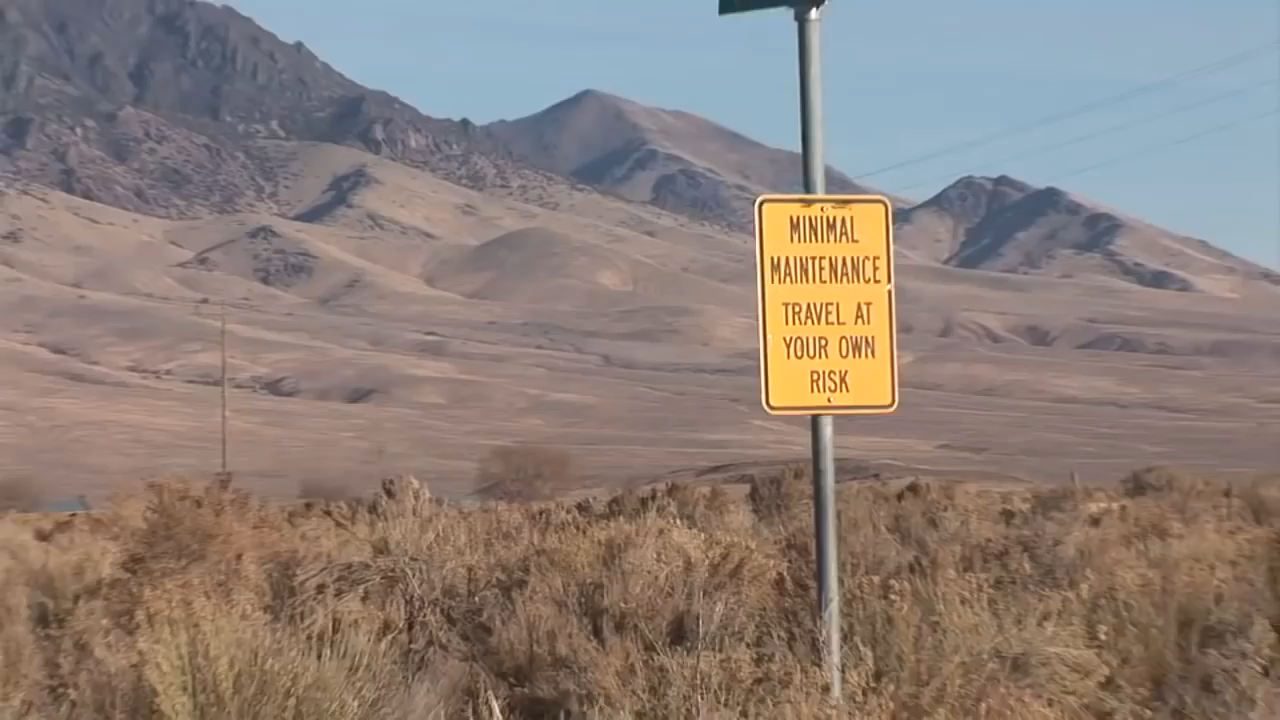 MINIMAL
MAINTENANCE
TRAVEL AT
YOUR OWN
RISK